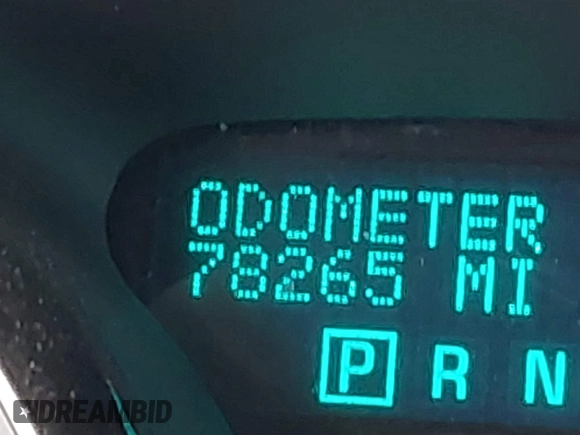 ODOMETER
78265 MI
P R N
DREAMBID